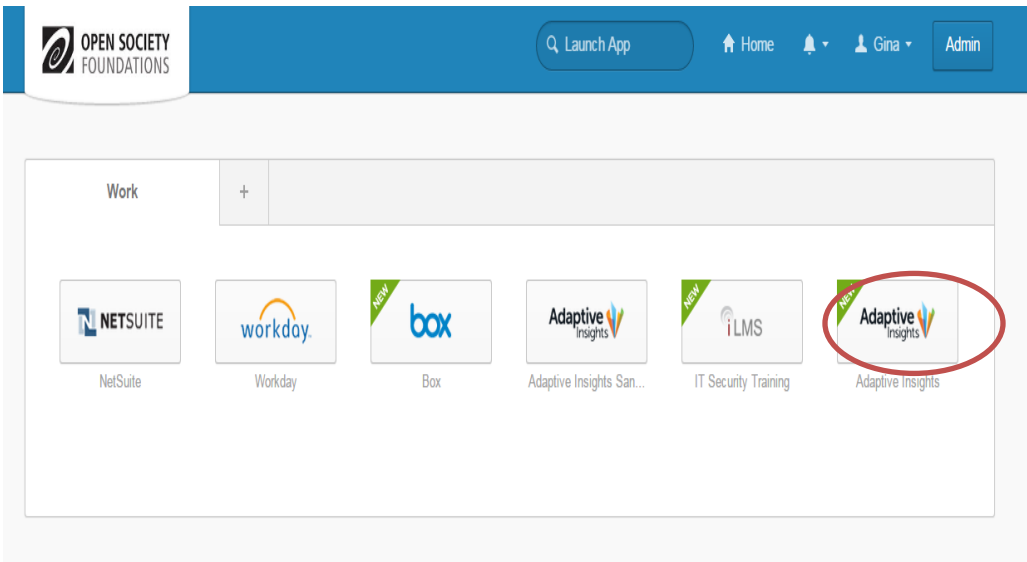 OPEN SOCIETY
FOUNDATIONS
Launch App
Home
Gina
Admin
Work
+
N NETSUITE
workday.
NEW
box
Adaptive
Insights
NEW
iLMS
NEW
Adaptive
Insights
NetSuite
Workday
Box
Adaptive Insights San...
IT Security Training
Adaptive Insights